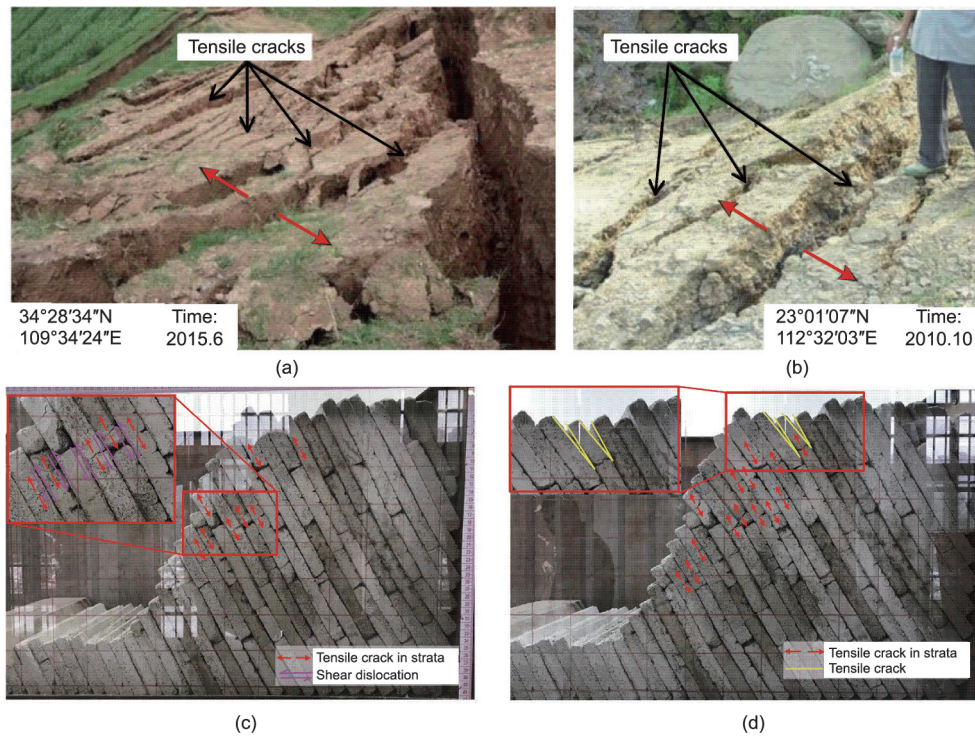 Tensile cracks
34°28′34″N
109°34′24″E
Time:
2015.6
(a)
Tensile cracks
23°01′07″N
112°32′03″E
Time:
2010.10
(b)
Tensile crack in strata
Shear dislocation
(c)
Tensile crack in strata
Tensile crack
(d)